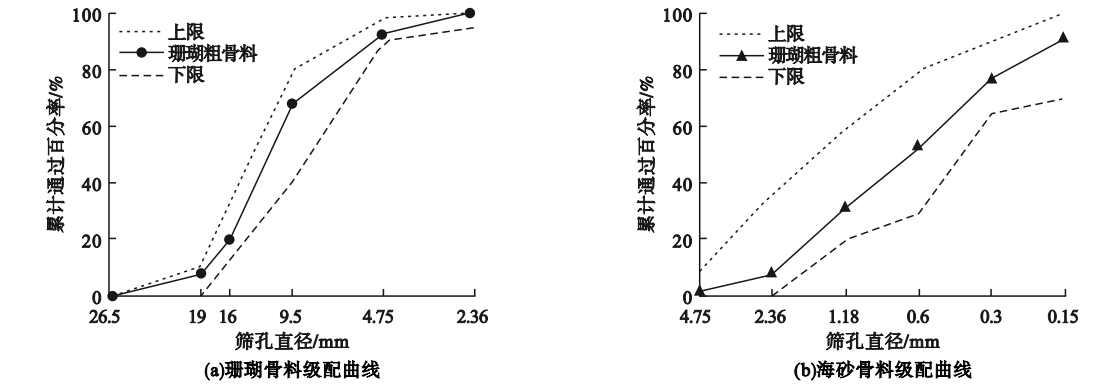 100
80
60
40
20
0
累计通过百分率/%
上限
珊瑚粗骨料
下限
26.5 19 16 9.5 4.75 2.36
筛孔直径/mm
(a)珊瑚骨料级配曲线
100
80
60
40
20
0
累计通过百分率/%
上限
珊瑚粗骨料
下限
4.75 2.36 1.18 0.6 0.3 0.15
筛孔直径/mm
(b)海砂骨料级配曲线